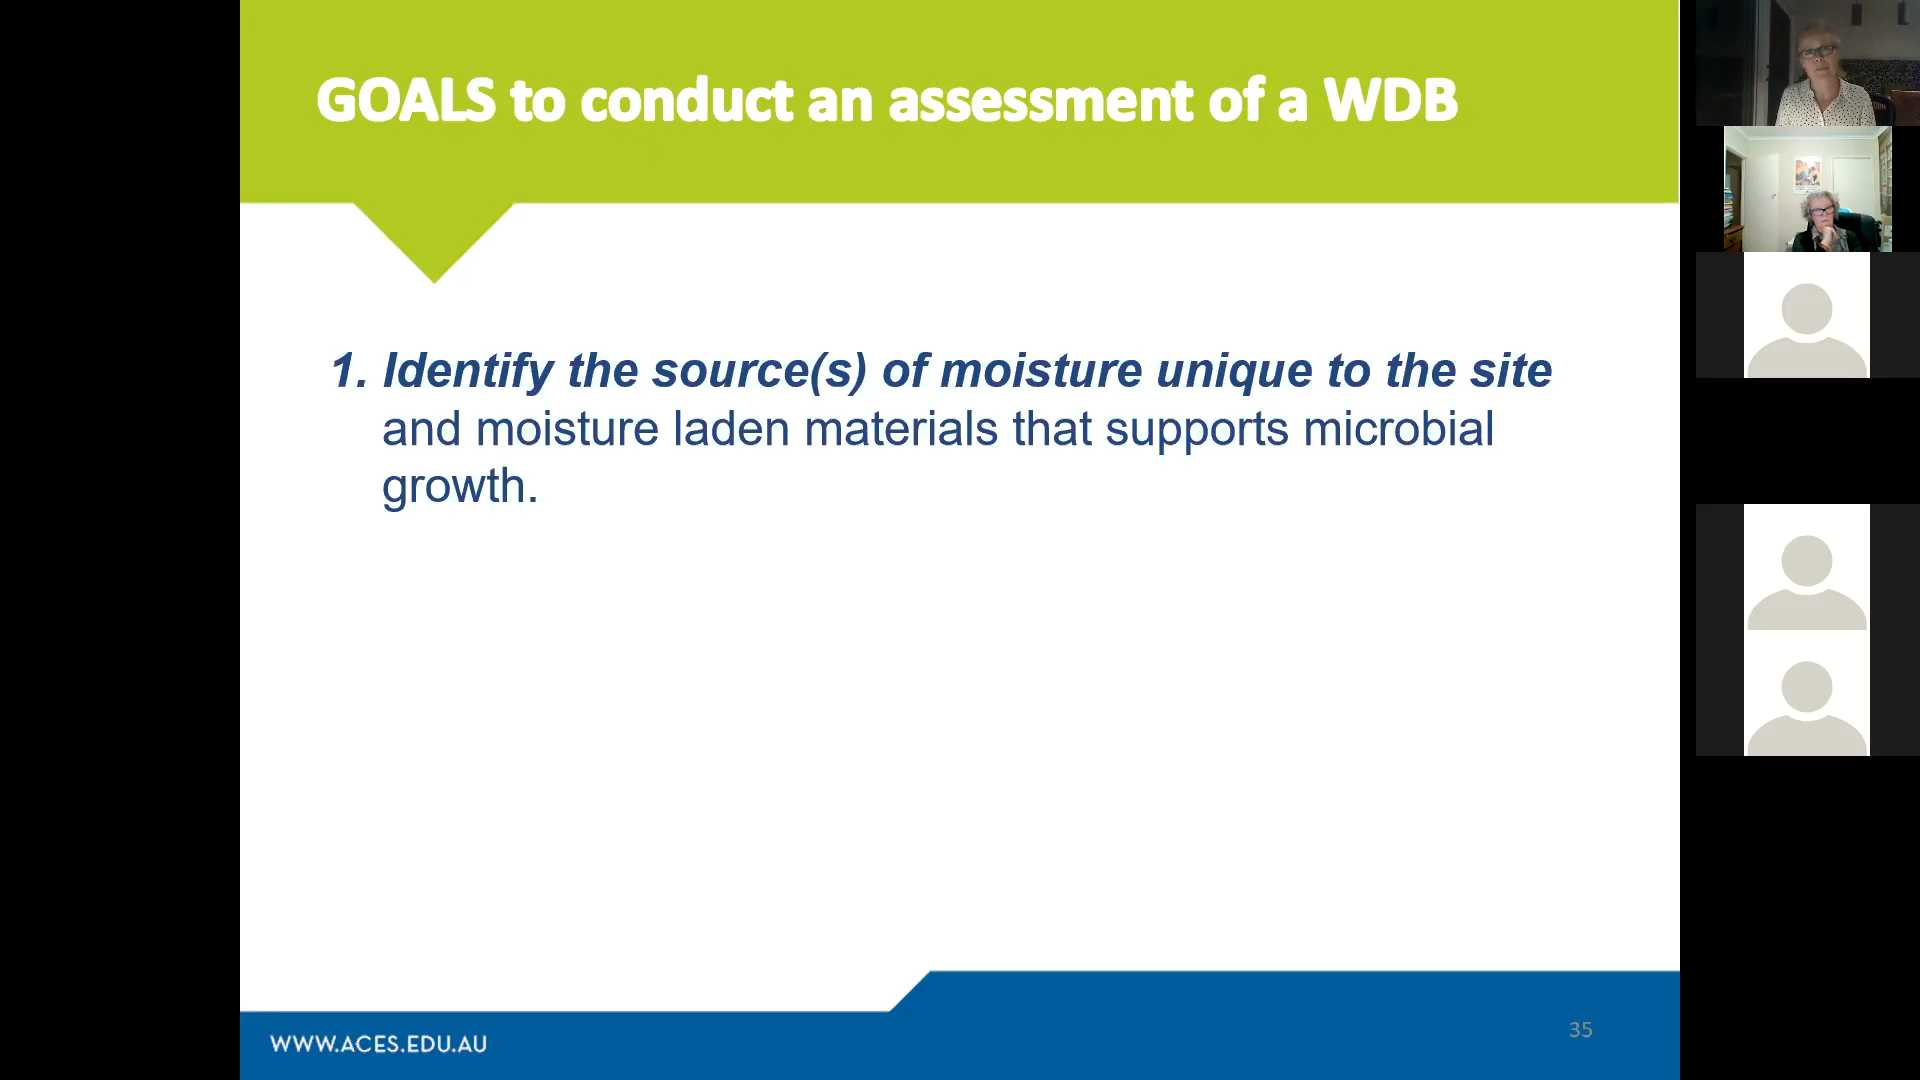 GOALS to conduct an assessment of a WDB
1. Identify the source(s) of moisture unique to the site
and moisture laden materials that supports microbial
growth.
WWW.ACES.EDU.AU
35